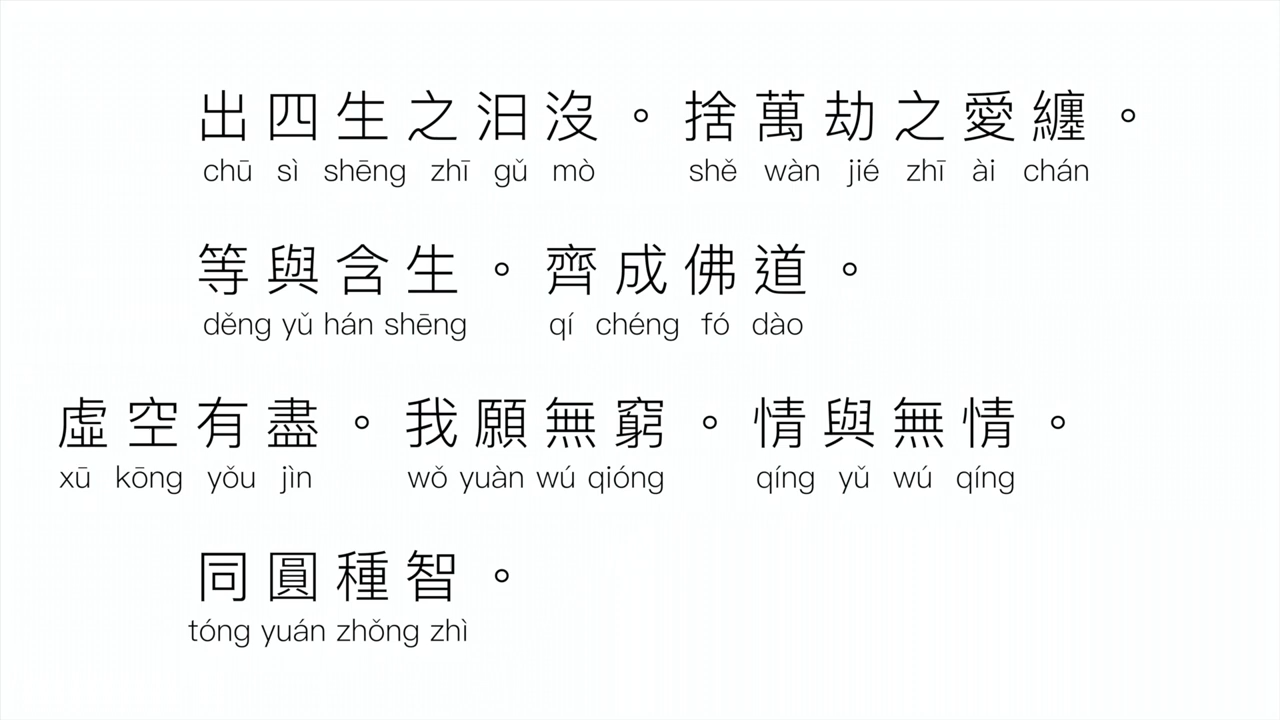 出四生之汩沒。捨萬劫之愛纏。
chū sì shēng zhī gǔ mò shě wàn jié zhī ài chán
等與含生。齊成佛道。
děng yǔ hán shēng qí chéng fó dào
虛空有盡。我願無窮。情與無情。
xū kōng yǒu jìn wǒ yuàn wú qióng qíng yǔ wú qíng
同圓種智。
tóng yuán zhǒng zhì